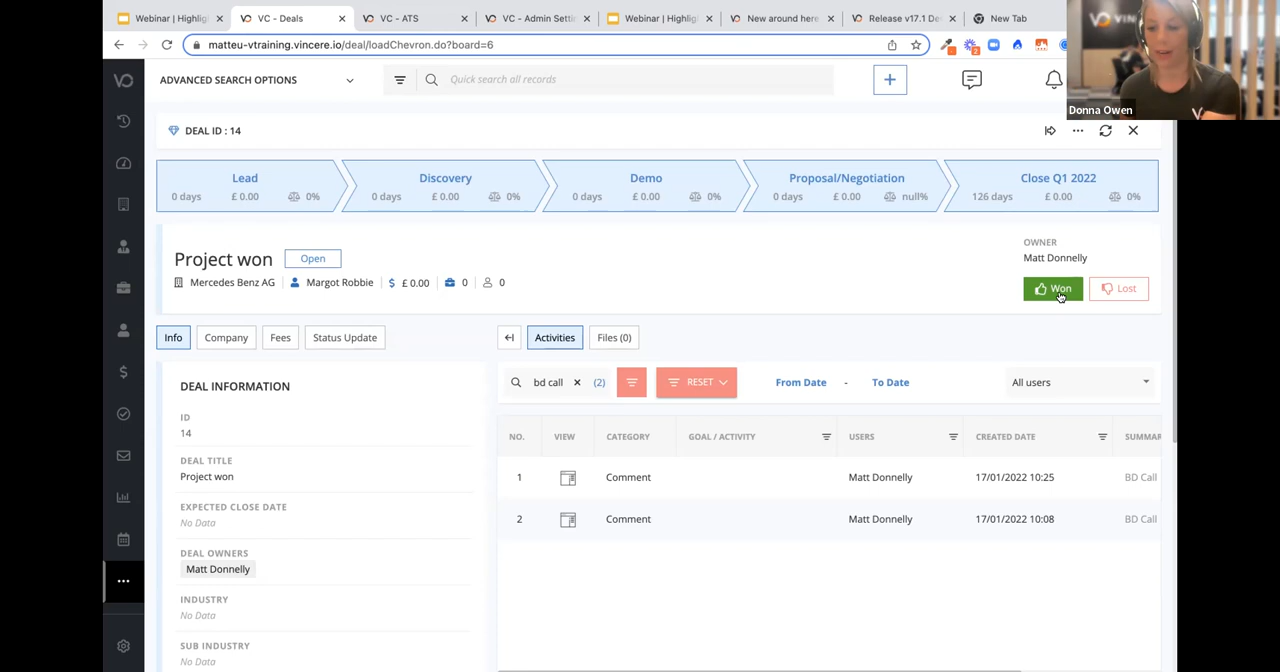 Webinar | Highlig
VC - Deals
VC - ATS
VC - Admin Setti
Webinar | Highlig
New around here
Release v17.1 De
New Tab
matteu-vtraining.vincere.io/deal/loadChevron.do?board=6
ADVANCED SEARCH OPTIONS
Quick search all records
Donna Owen
DEAL ID : 14
Lead
0 days £ 0.00 0%
Discovery
0 days £ 0.00 0%
Demo
0 days £ 0.00 0%
Proposal/Negotiation
0 days £ 0.00 null%
Close Q1 2022
126 days £ 0.00 0%
Project won Open
Mercedes Benz AG Margot Robbie $ £ 0.00 0 0
OWNER
Matt Donnelly
Won Lost
Info Company Fees Status Update
Activities Files (0)
DEAL INFORMATION
ID
14
DEAL TITLE
Project won
EXPECTED CLOSE DATE
No Data
DEAL OWNERS
Matt Donnelly
INDUSTRY
No Data
SUB INDUSTRY
No Data
bd call × (2) RESET From Date - To Date All users
NO. VIEW CATEGORY GOAL / ACTIVITY USERS CREATED DATE SUMMAR
1 Comment Matt Donnelly 17/01/2022 10:25 BD Call
2 Comment Matt Donnelly 17/01/2022 10:08 BD Call